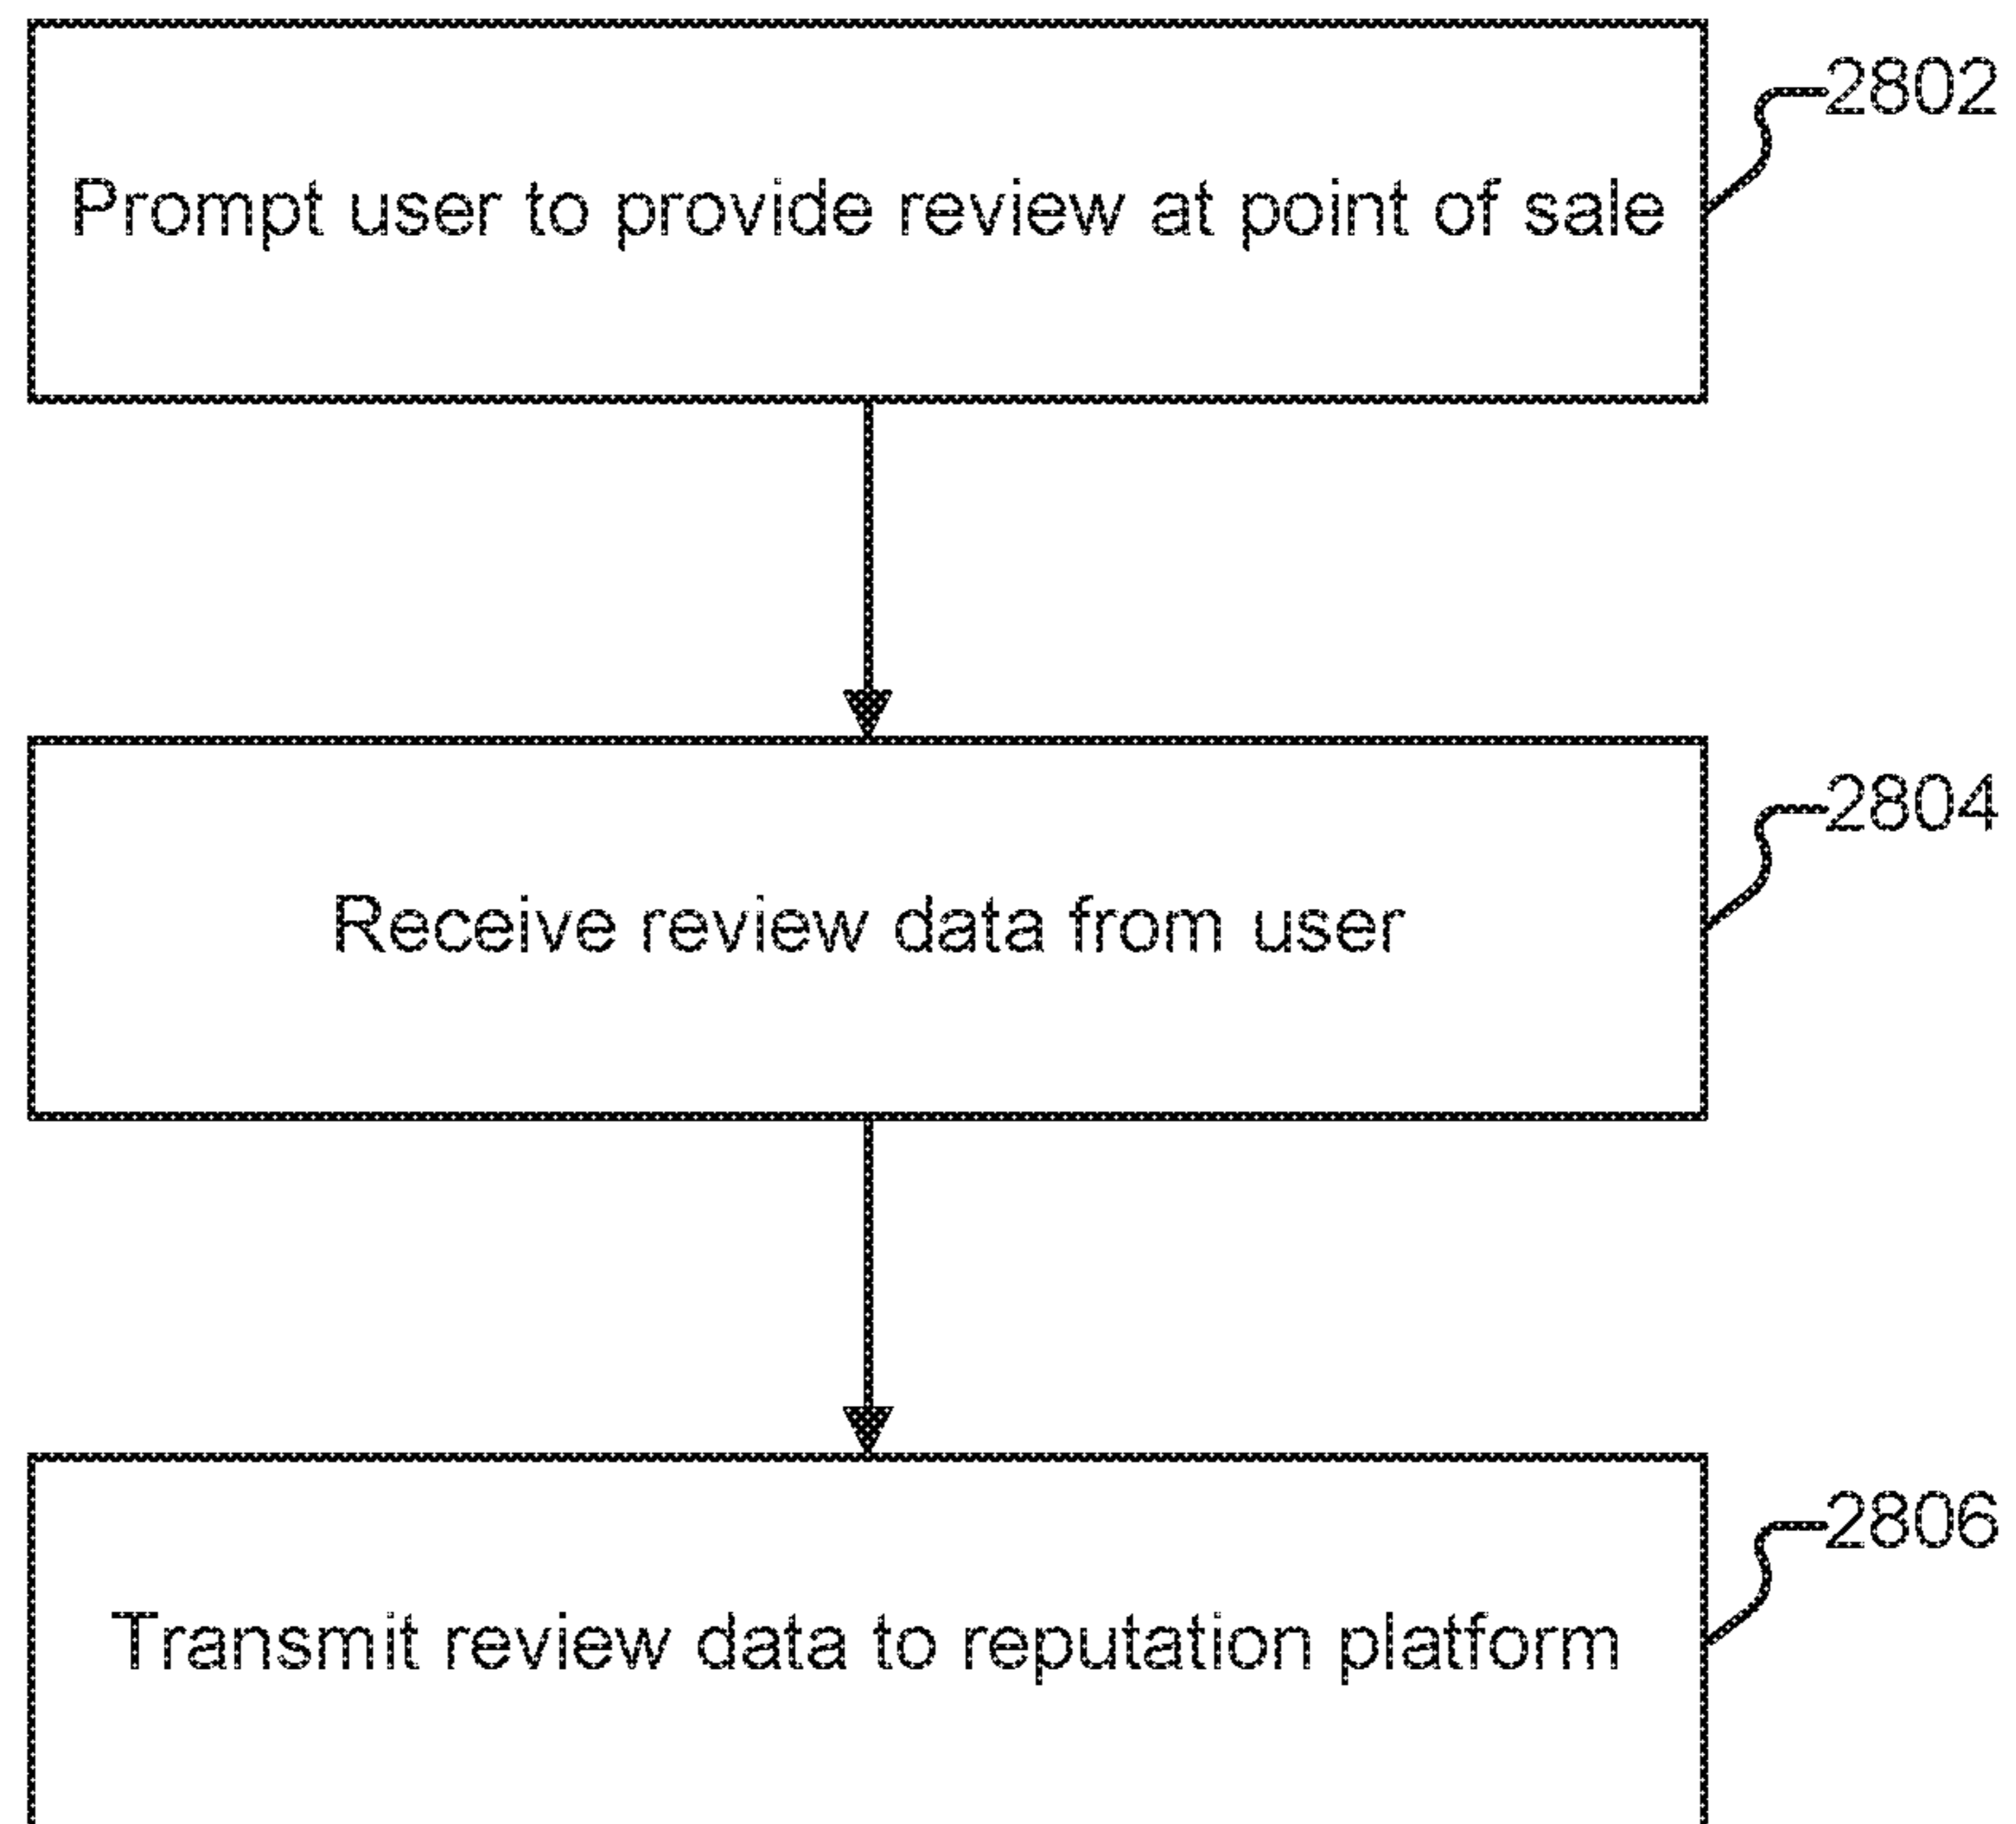 2802
Prompt user to provide review at point of sale
2804
Receive review data from user
2806
Transmit review data to reputation platform